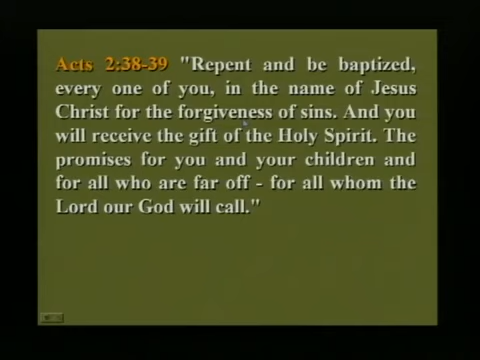 Acts 2:38-39 "Repent and be baptized,
every one of you, in the name of Jesus
Christ for the forgiveness of sins. And you
will receive the gift of the Holy Spirit. The
promises for you and your children and
for all who are far off - for all whom the
Lord our God will call."